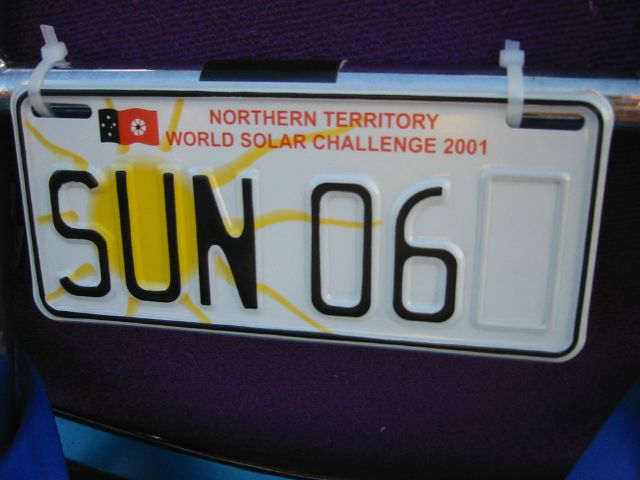 NORTHERN TERRITORY
WORLD SOLAR CHALLENGE 2001
SUN 06